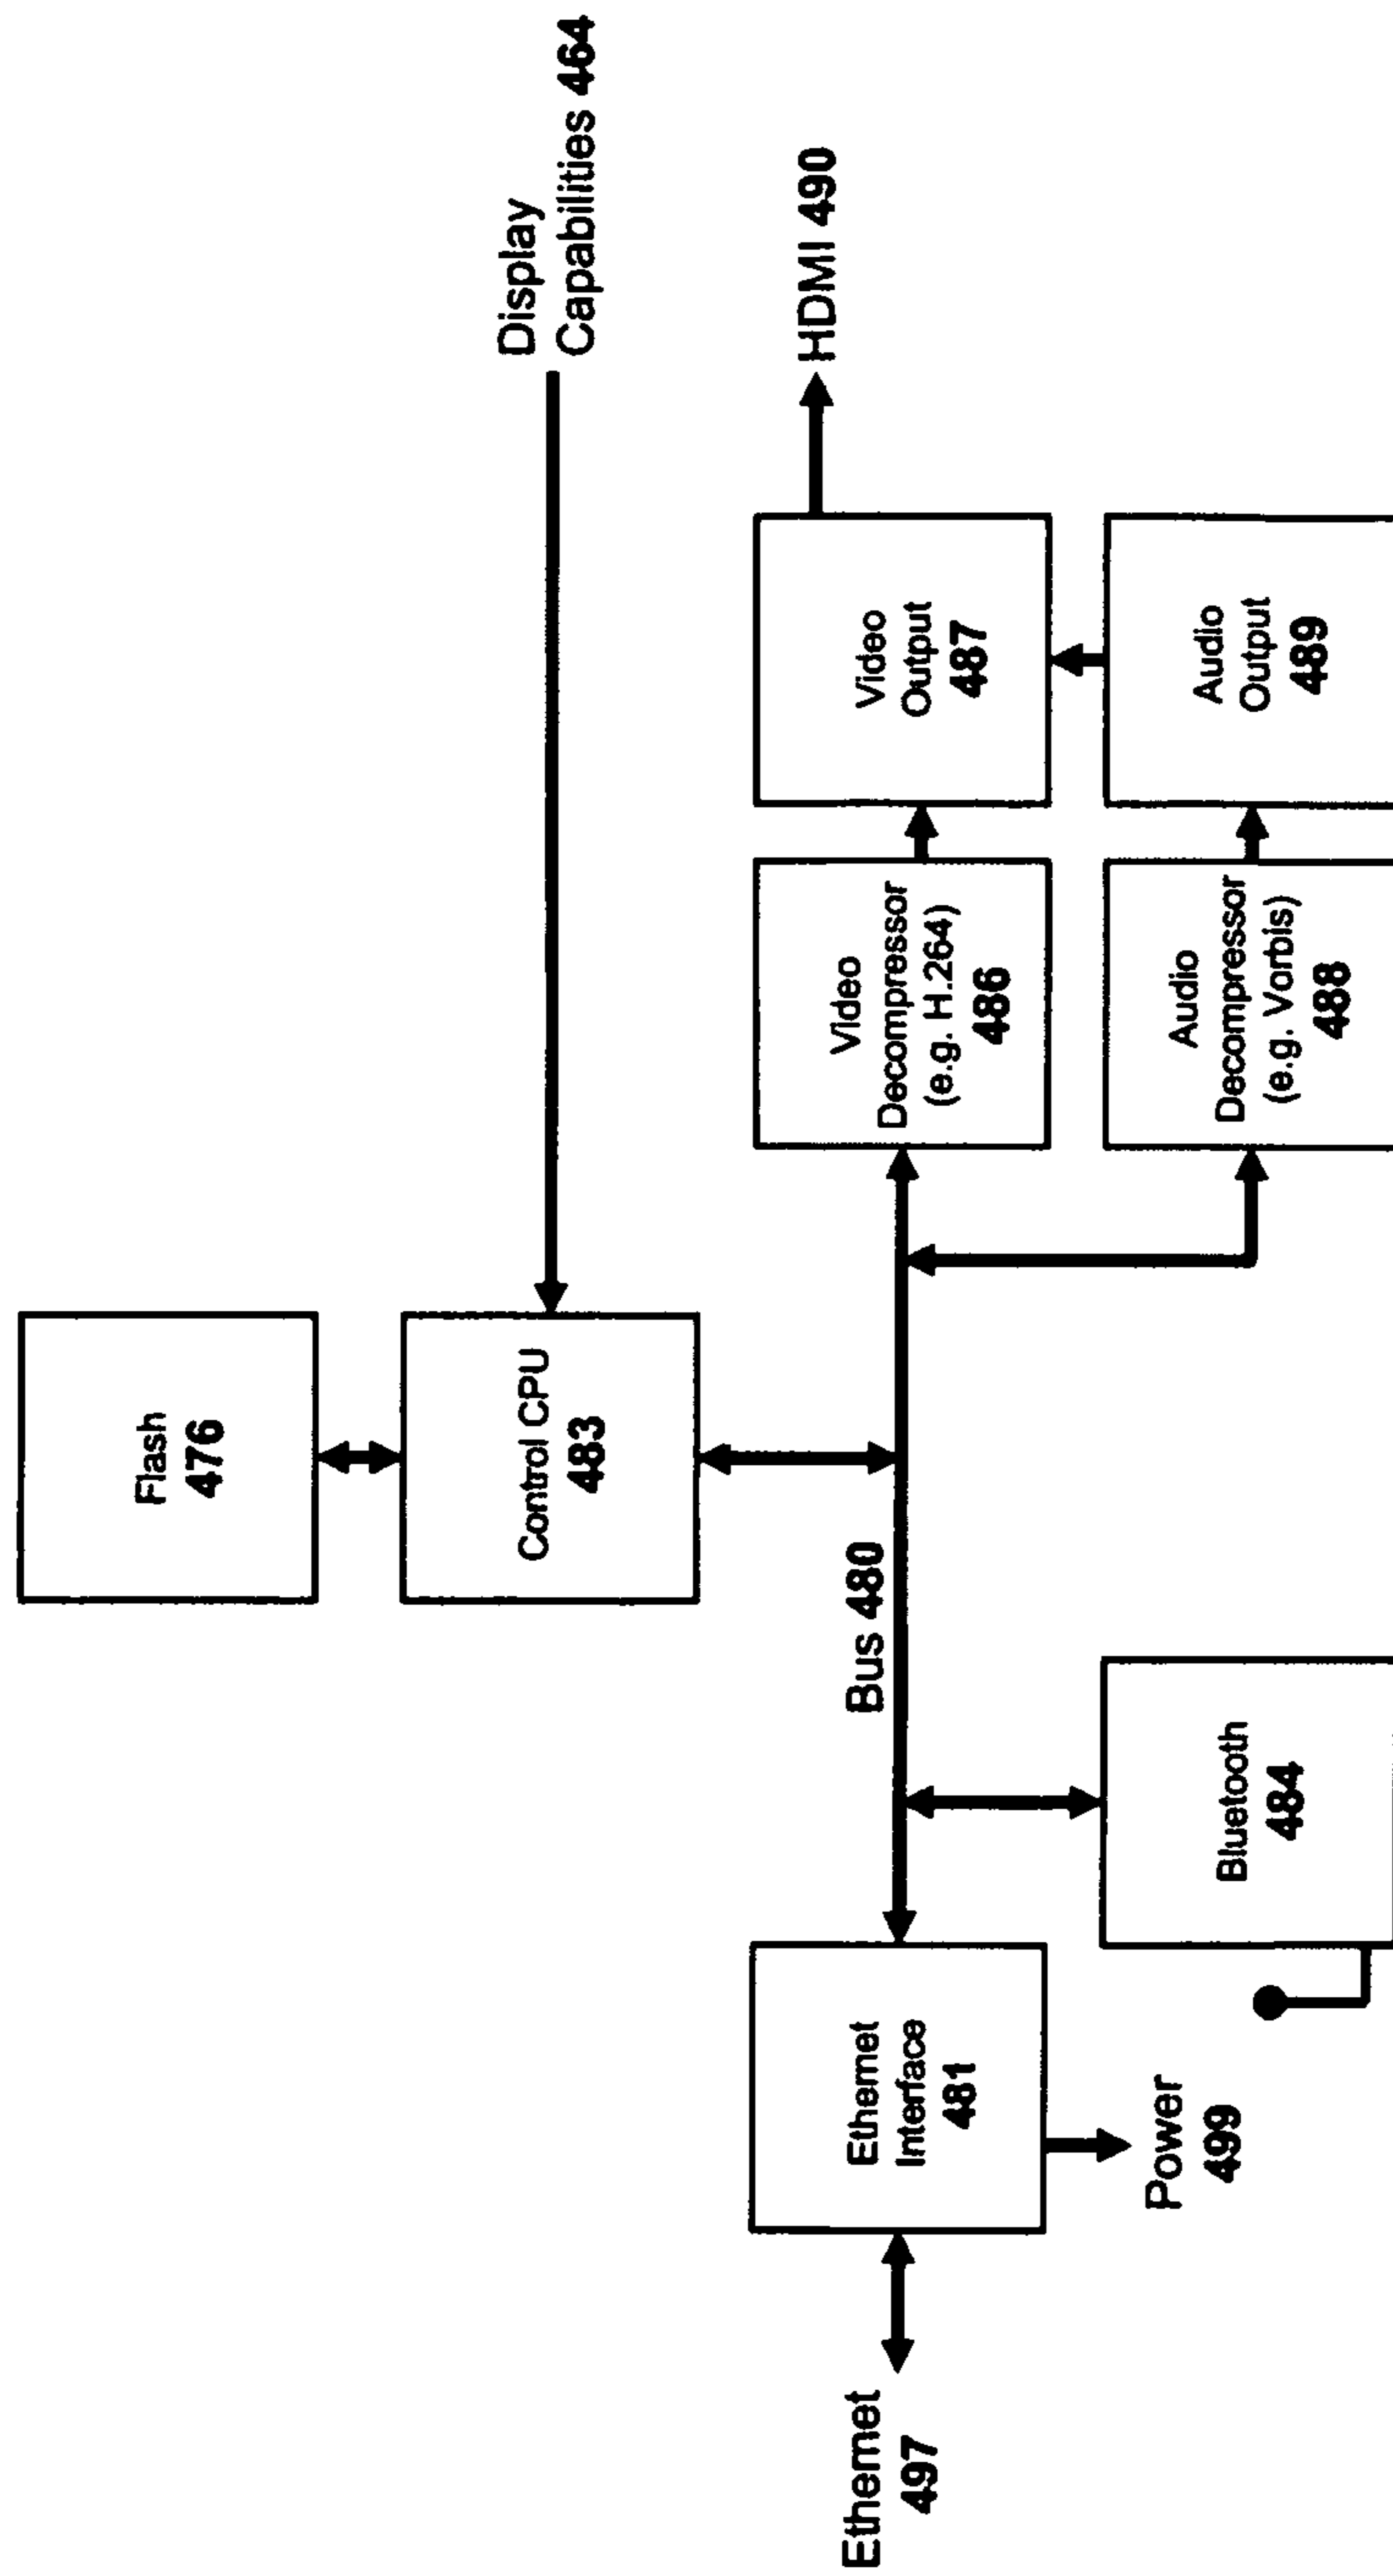 Flash
476
Control CPU
483
Display
Capabilities 464
Bus 480
Ethernet
497
Ethernet
Interface
481
Power
499
Bluetooth
484
Video
Decompressor
(e.g. H.264)
486
Video
Output
487
HDMI 490
Audio
Decompressor
(e.g. Vorbis)
488
Audio
Output
489